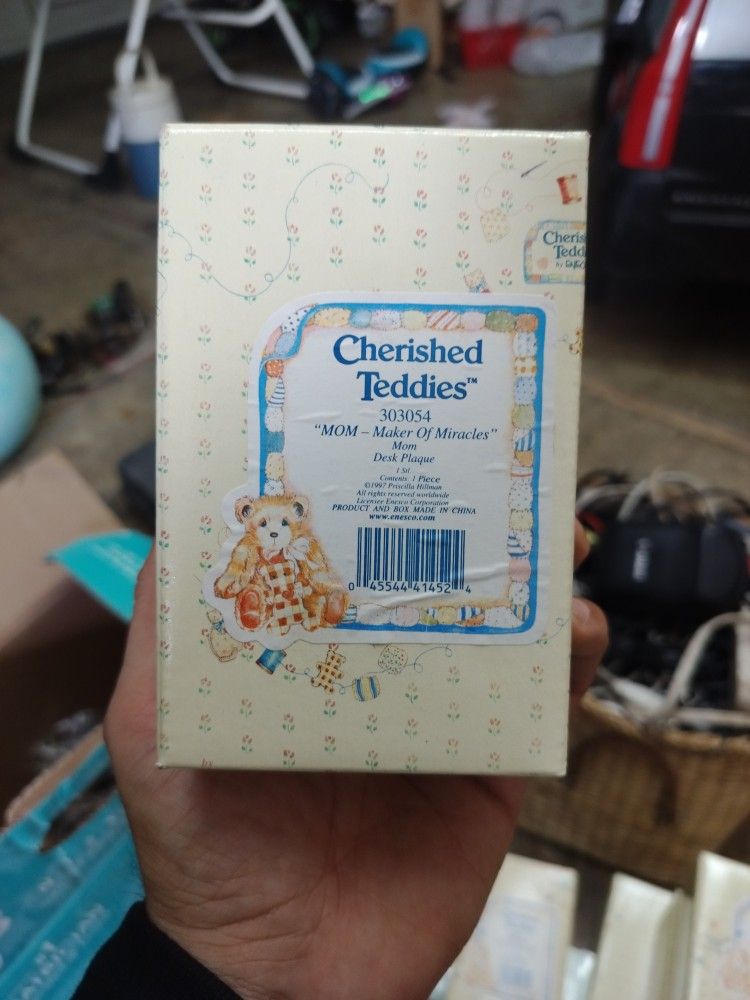 Cheris
Tedd
by
Cherished
Teddies™
303054
"MOM – Maker Of Miracles"
Mom
Desk Plaque
1 Stl
Contents: 1 Piece
©1997 Priscilla Hillman
All rights reserved worldwide
Licensee Enesco Corporation
PRODUCT AND BOX MADE IN CHINA
www.enesco.com
0 45544 41452 4